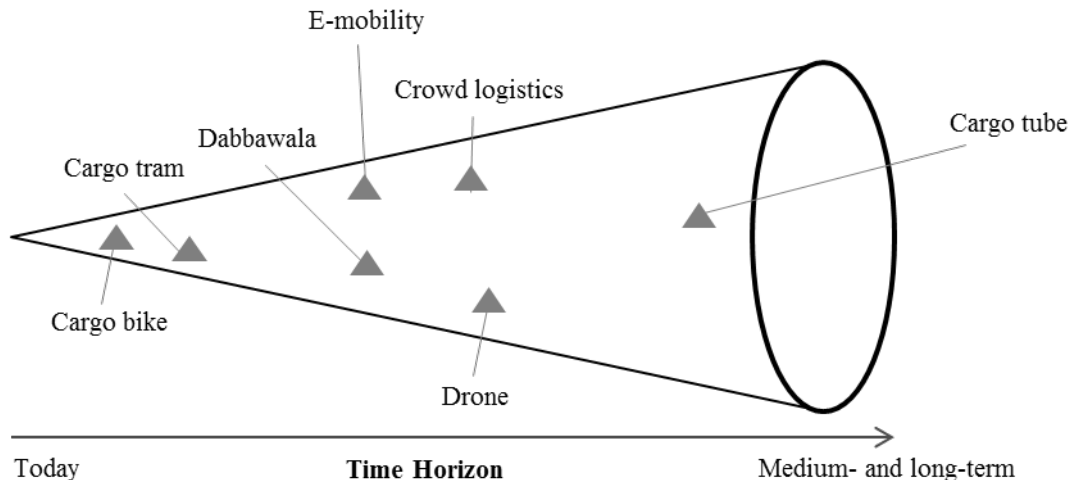 E-mobility
Crowd logistics
Cargo tube
Dabbawala
Cargo tram
Cargo bike
Drone
Today
Time Horizon
Medium- and long-term